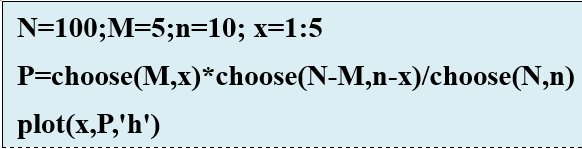 N=100;M=5;n=10; x=1:5
P=choose(M,x)*choose(N-M,n-x)/choose(N,n)
plot(x,P,'h')